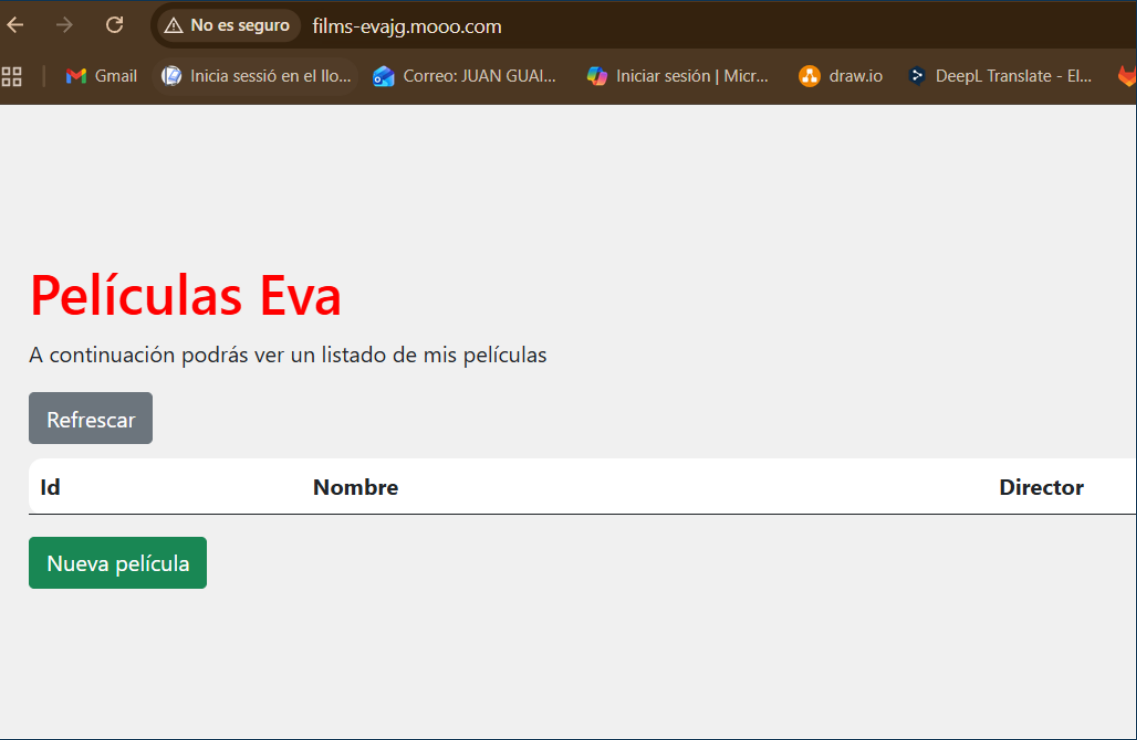 No es seguro films-evajg.mooo.com
Gmail Inicia sessió en el llo... Correo: JUAN GUAI... Iniciar sesión | Micr... draw.io DeepL Translate - El...
Películas Eva
A continuación podrás ver un listado de mis películas
Refrescar
Id Nombre Director
Nueva película